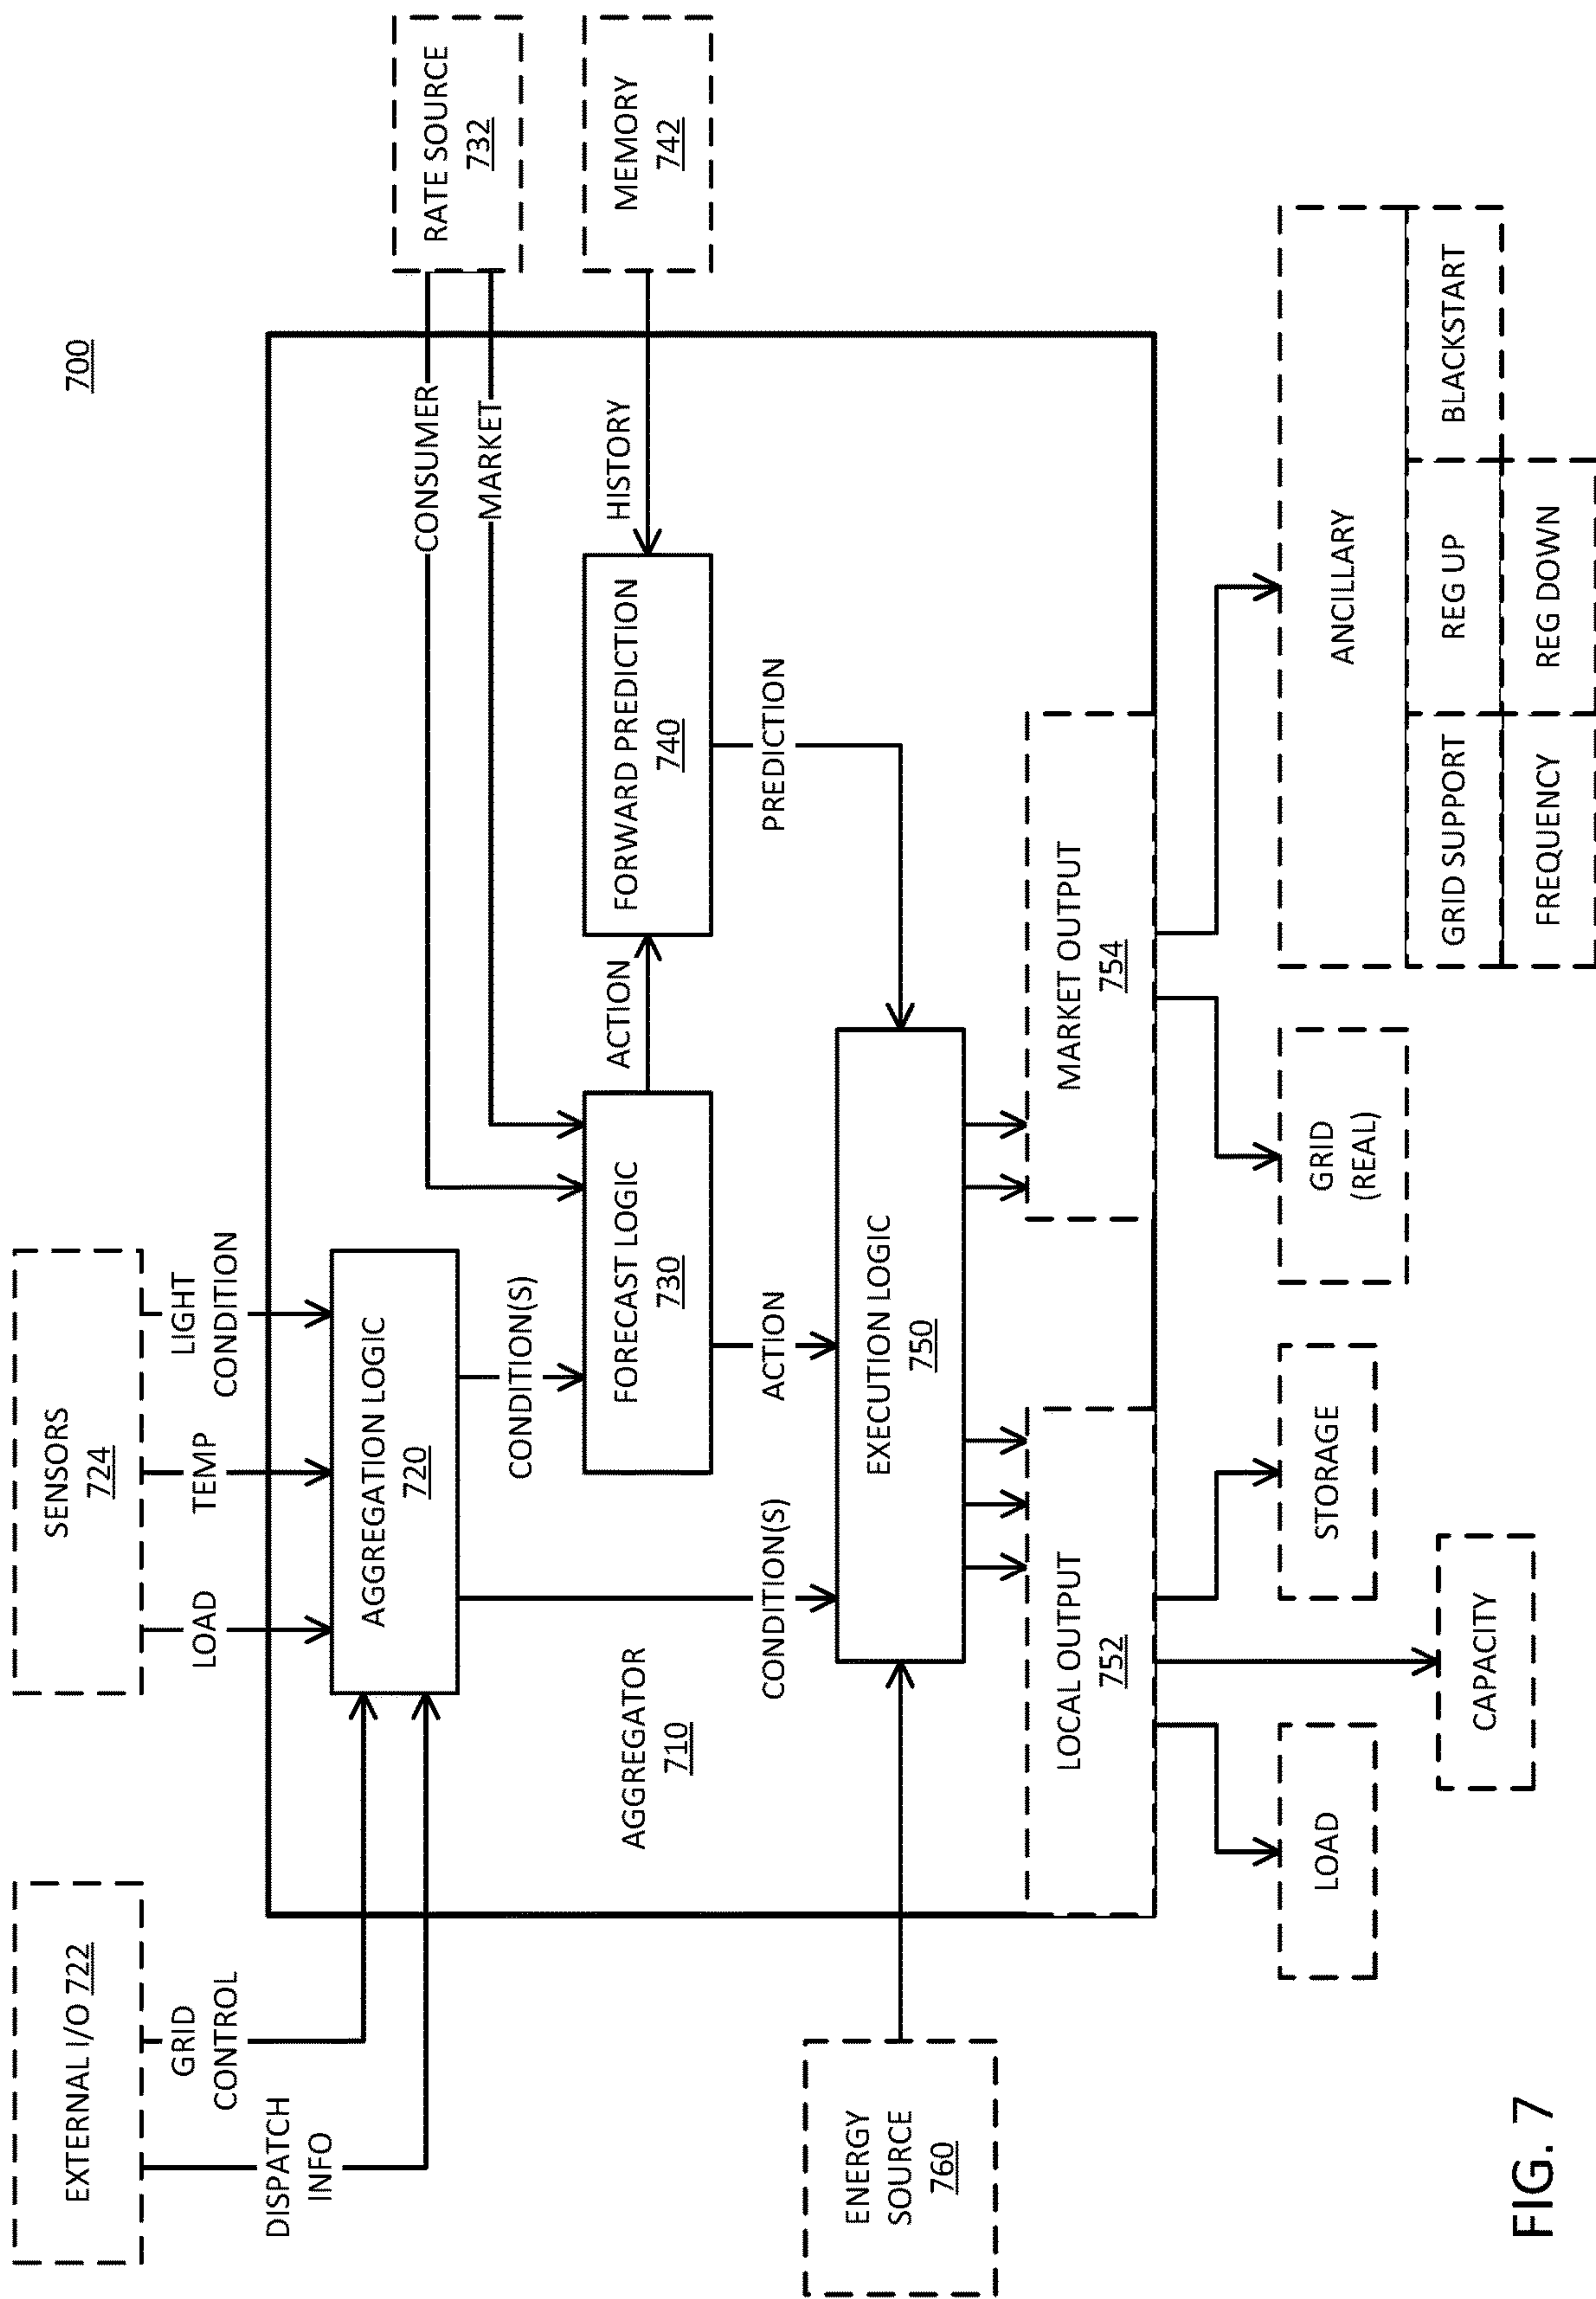 700
EXTERNAL I/O 722
GRID
CONTROL
DISPATCH
INFO
SENSORS
724
LOAD
TEMP
LIGHT
CONDITION
RATE SOURCE
732
CONSUMER
MARKET
MEMORY
742
HISTORY
AGGREGATION LOGIC
720
CONDITION(S)
FORECAST LOGIC
730
ACTION
FORWARD PREDICTION
740
PREDICTION
AGGREGATOR
710
CONDITION(S)
ACTION
ENERGY
SOURCE
760
EXECUTION LOGIC
750
LOCAL OUTPUT
752
MARKET OUTPUT
754
LOAD
CAPACITY
STORAGE
GRID
(REAL)
ANCILLARY
GRID SUPPORT
REG UP
BLACKSTART
FREQUENCY
REG DOWN
FIG. 7